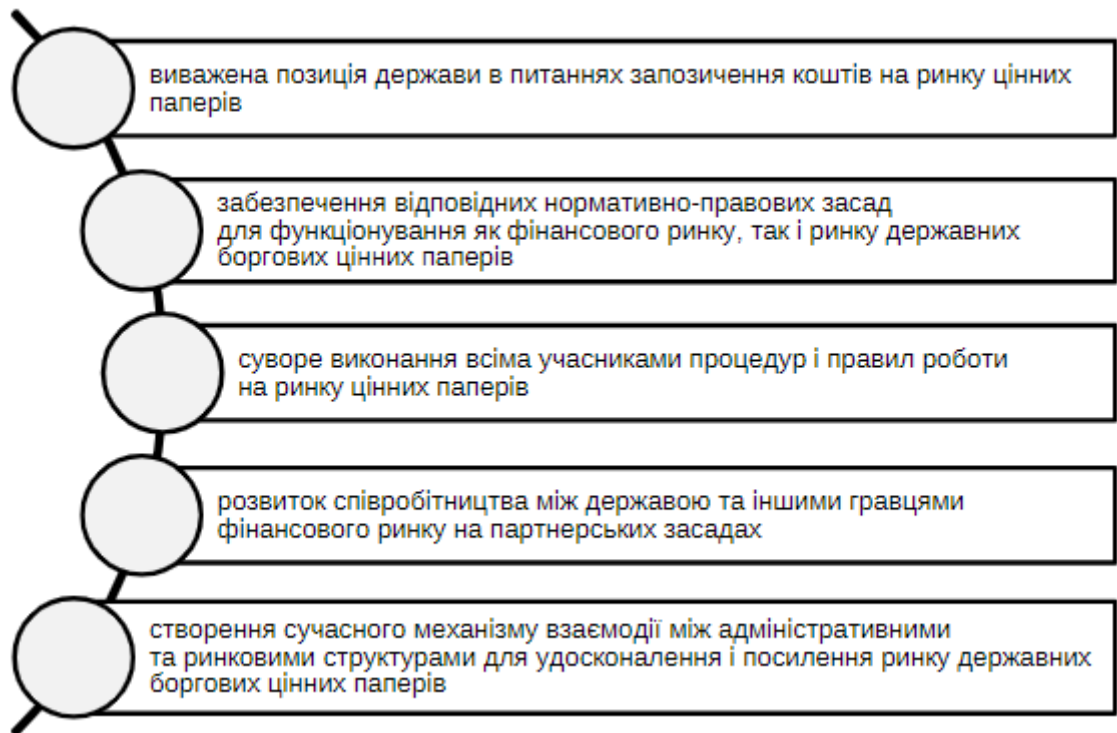 виважена позиція держави в питаннях запозичення коштів на ринку цінних
паперів
забезпечення відповідних нормативно-правових засад
для функціонування як фінансового ринку, так і ринку державних
боргових цінних паперів
суворе виконання всіма учасниками процедур і правил роботи
на ринку цінних паперів
розвиток співробітництва між державою та іншими гравцями
фінансового ринку на партнерських засадах
створення сучасного механізму взаємодії між адміністративними
та ринковими структурами для удосконалення і посилення ринку державних
боргових цінних паперів